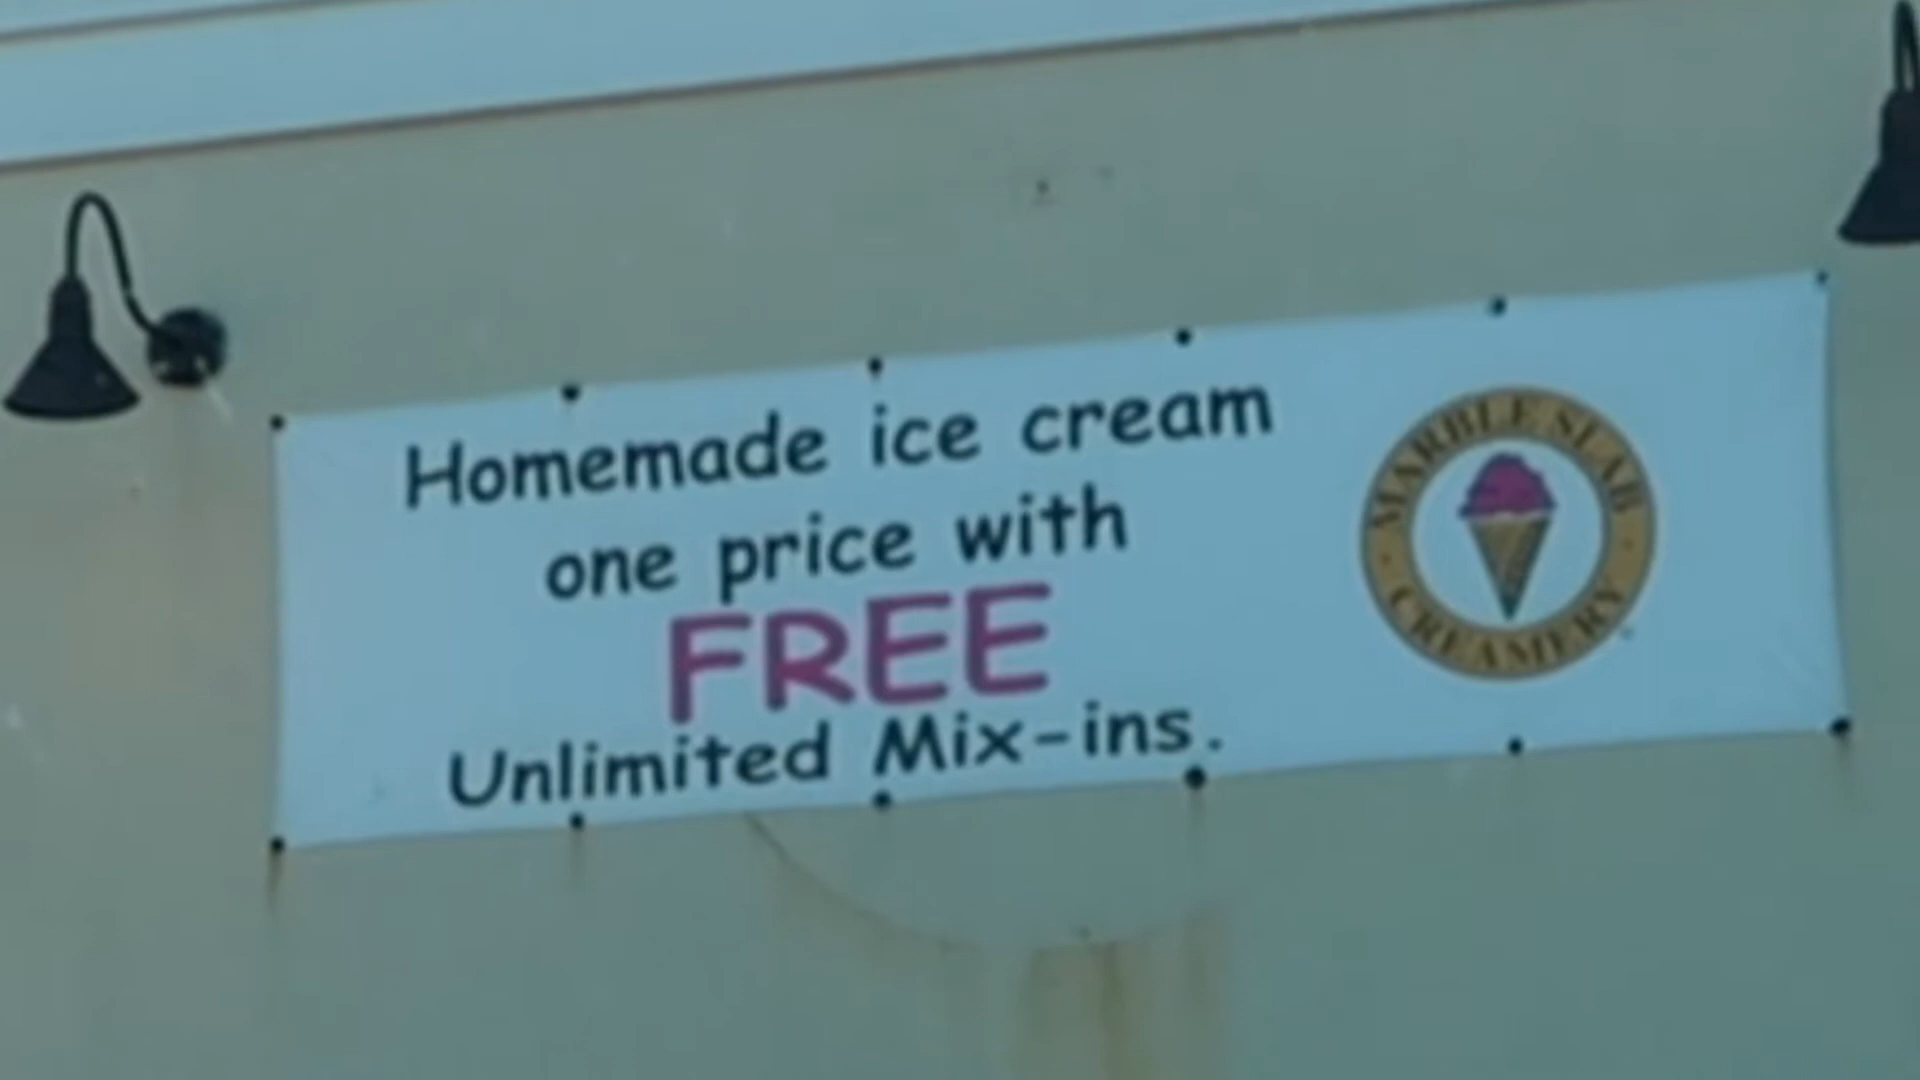 Homemade ice cream
one price with
FREE
Unlimited Mix-ins.
MARBLE SLAB
CREAMERY